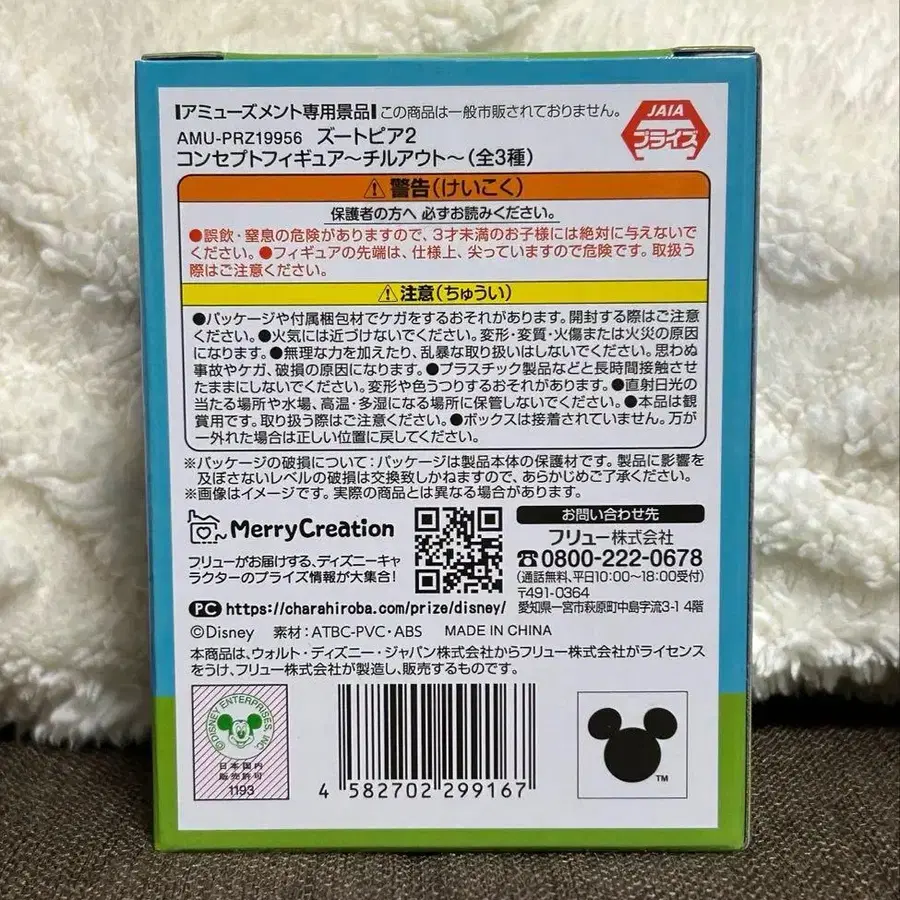 アミューズメント専用景品 この商品は一般市販されておりません。
JAIA
プライズ
AMU-PRZ19956 ズートピア2
コンセプトフィギュア～チルアウト～(全3種)
⚠警告(けいこく)
保護者の方へ 必ずお読みください。
●誤飲・窒息の危険がありますので、3才未満のお子様には絶対に与えないで
ください。●フィギュアの先端は、仕様上、尖っていますので危険です。取扱う
際はご注意ください。
⚠注意(ちゅうい)
●パッケージや付属梱包材でケガをするおそれがあります。開封する際はご注意
ください。●火気には近づけないでください。変形・変質・火傷または火災の原因
になります。●無理な力を加えたり、乱暴な取り扱いはしないでください。思わぬ
事故やケガ、破損の原因になります。●プラスチック製品などと長時間接触させ
たままにしないでください。変形や色うつりするおそれがあります。●直射日光の
当たる場所や水場、高温・多湿になる場所に保管しないでください。●本品は観
賞用です。取り扱う際はご注意ください。●ボックスは接着されていません。万が
一外れた場合は正しい位置に戻してください。
※パッケージの破損について:パッケージは製品本体の保護材です。製品に影響を
及ぼさないレベルの破損は交換致しかねますので、あらかじめご了承ください。
※画像はイメージです。実際の商品とは異なる場合があります。
MerryCreation
フリューがお届けする、ディズニーキャ
ラクターのプライズ情報が大集合!
PC https://charahiroba.com/prize/disney/
お問い合わせ先
フリュー株式会社
☎0800-222-0678
(通話無料、平日10:00～18:00受付)
〒491-0364
愛知県一宮市萩原町中島字流3-1 4階
©Disney 素材:ATBC-PVC・ABS MADE IN CHINA
本商品は、ウォルト・ディズニー・ジャパン株式会社からフリュー株式会社がライセンス
をうけ、フリュー株式会社が製造し、販売するものです。
©DISNEY ENTERPRISES, INC.
日本国内
販売許可
1193
4 582702 299167
TM